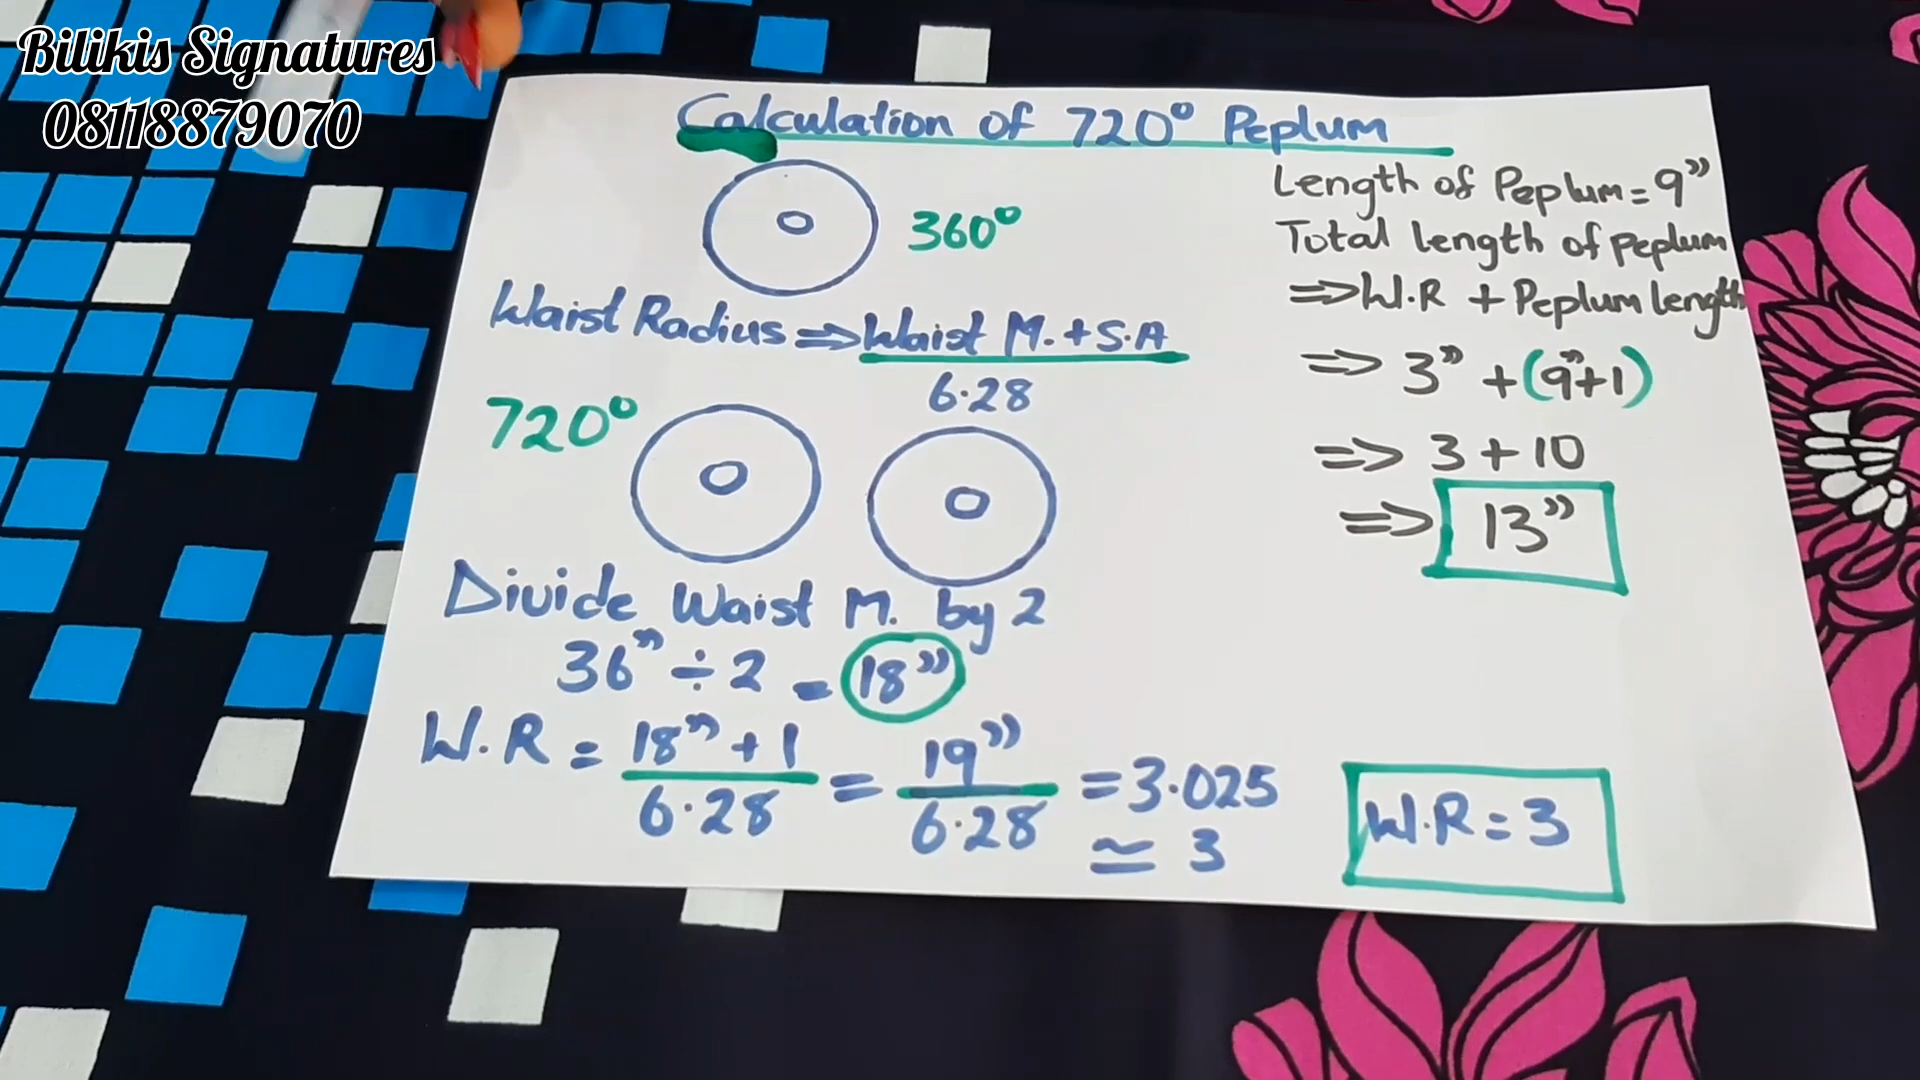 Bilikis Signatures
08118879070
Calculation of 720° Peplum
360°
Waist Radius ⇒ Waist M. + S.A
6.28
720°
Divide Waist M. by 2
36" ÷ 2 = 18"
W.R = 18" + 1 = 19" = 3.025
6.28 6.28 ≃ 3
W.R = 3
Length of Peplum = 9"
Total length of peplum
⇒ W.R + Peplum length
⇒ 3" + (9"+1)
⇒ 3 + 10
⇒ 13"